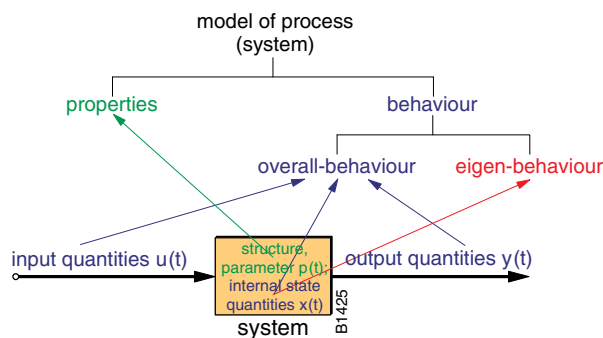 model of process
(system)
properties
behaviour
overall-behaviour
eigen-behaviour
input quantities u(t)
structure,
parameter p(t);
internal state
quantities x(t)
output quantities y(t)
system
B1425